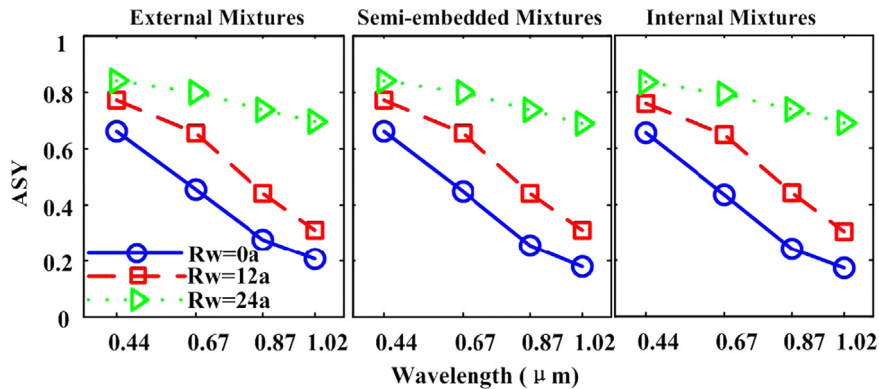 External Mixtures
Semi-embedded Mixtures
Internal Mixtures
ASY
1
0.8
0.6
0.4
0.2
0
Rw=0a
Rw=12a
Rw=24a
0.44 0.67 0.87 1.02
0.44 0.67 0.87 1.02
0.44 0.67 0.87 1.02
Wavelength ( μm)